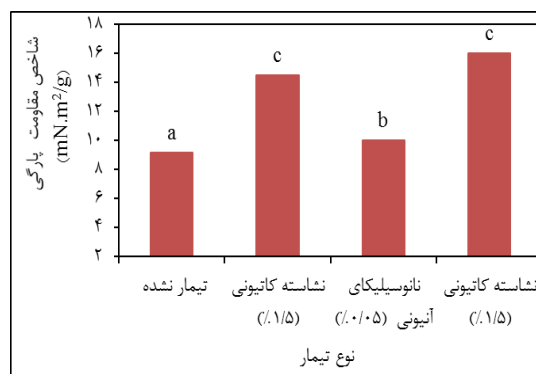 شاخص مقاومت پارگی
(mN.m²/g)
۱۸
۱۶
۱۴
۱۲
۱۰
۸
۶
۴
۲
a
c
b
c
تیمار نشده
نشاسته کاتیونی
(٪۱/۵)
نانوسیلیکای
آنیونی (٪۰/۰۵)
نشاسته کاتیونی
(٪۱/۵)
نوع تیمار